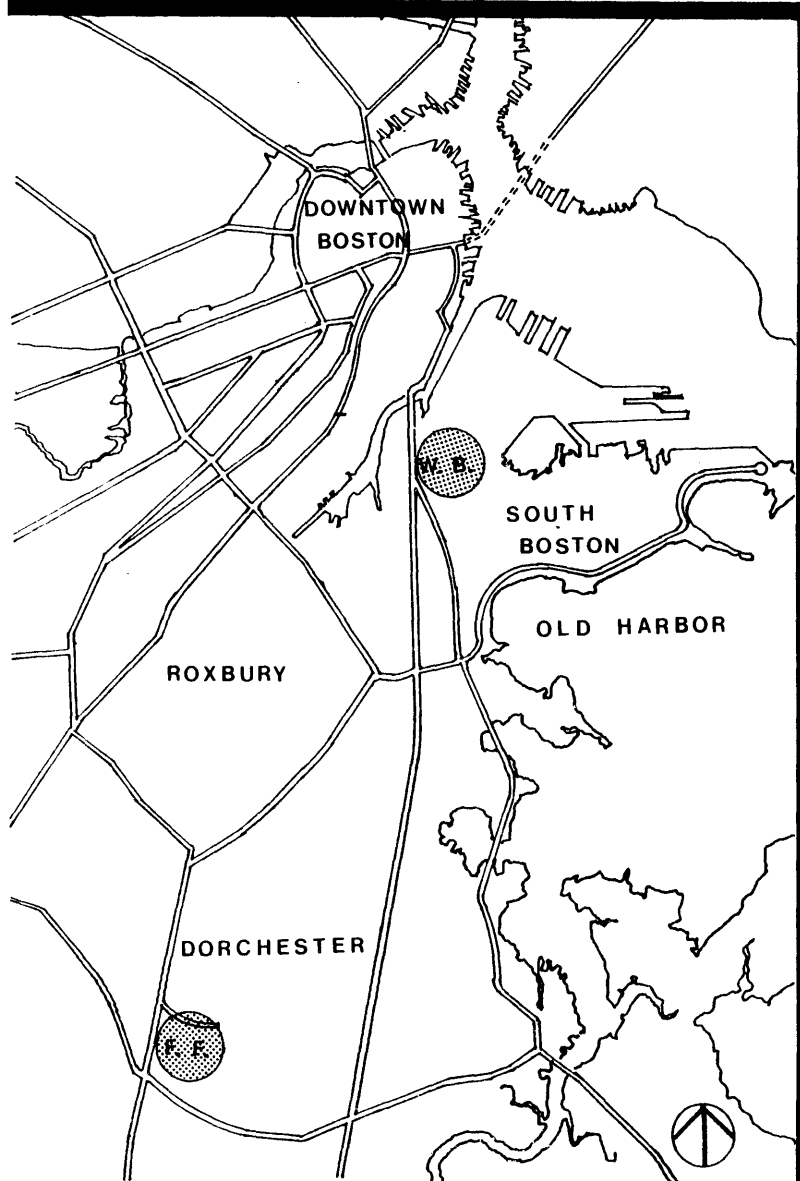 DOWNTOWN
BOSTON
W. B.
SOUTH
BOSTON
OLD HARBOR
ROXBURY
DORCHESTER
F. F.